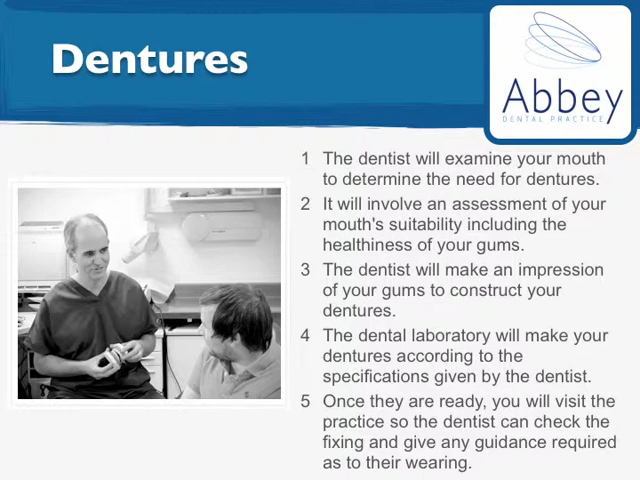 Dentures
Abbey
DENTAL PRACTICE
1 The dentist will examine your mouth
to determine the need for dentures.
2 It will involve an assessment of your
mouth's suitability including the
healthiness of your gums.
3 The dentist will make an impression
of your gums to construct your
dentures.
4 The dental laboratory will make your
dentures according to the
specifications given by the dentist.
5 Once they are ready, you will visit the
practice so the dentist can check the
fixing and give any guidance required
as to their wearing.